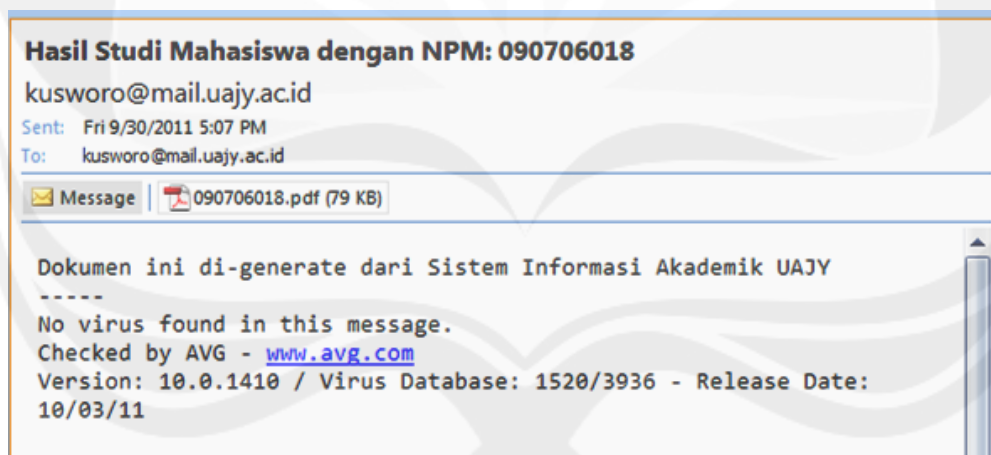 Hasil Studi Mahasiswa dengan NPM: 090706018
kusworo@mail.uajy.ac.id
Sent: Fri 9/30/2011 5:07 PM
To: kusworo@mail.uajy.ac.id
Message 090706018.pdf (79 KB)
Dokumen ini di-generate dari Sistem Informasi Akademik UAJY
-----
No virus found in this message.
Checked by AVG - www.avg.com
Version: 10.0.1410 / Virus Database: 1520/3936 - Release Date:
10/03/11